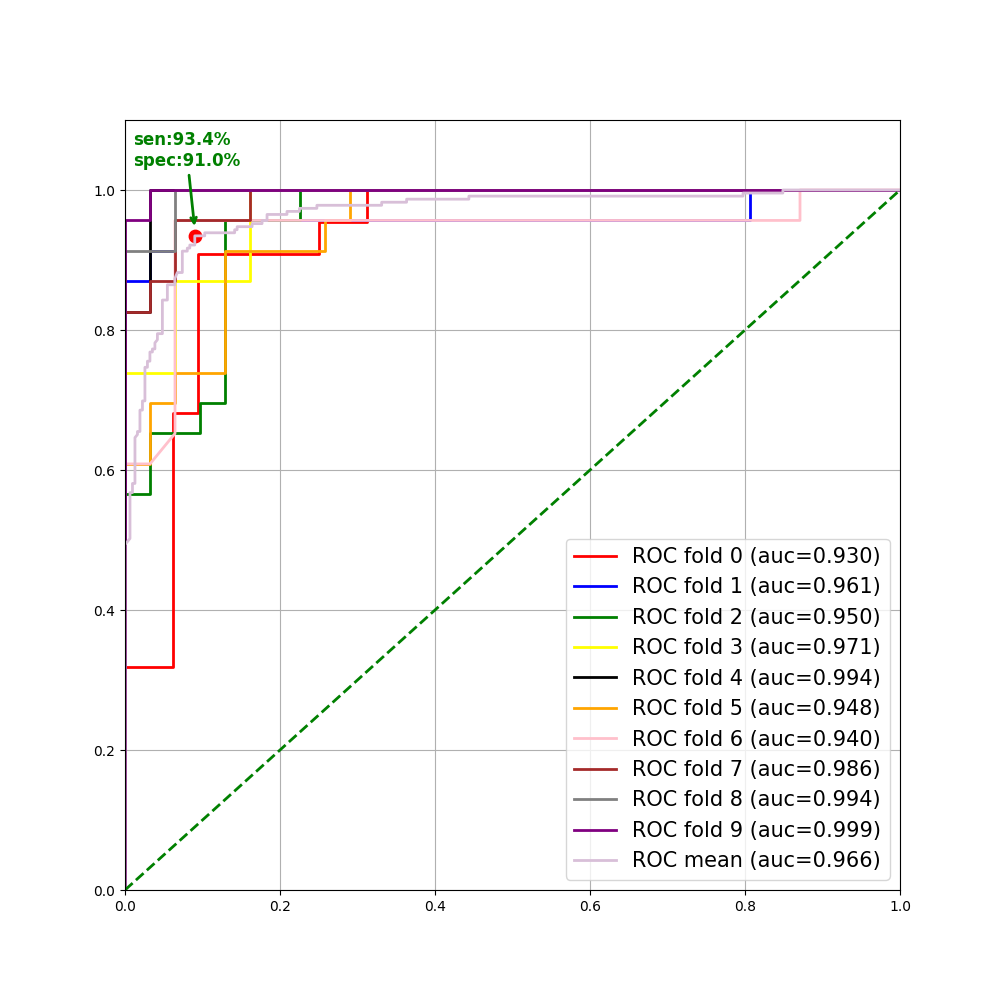 sen:93.4%
spec:91.0%
1.0
0.8
0.6
0.4
0.2
0.0
0.0 0.2 0.4 0.6 0.8 1.0
ROC fold 0 (auc=0.930)
ROC fold 1 (auc=0.961)
ROC fold 2 (auc=0.950)
ROC fold 3 (auc=0.971)
ROC fold 4 (auc=0.994)
ROC fold 5 (auc=0.948)
ROC fold 6 (auc=0.940)
ROC fold 7 (auc=0.986)
ROC fold 8 (auc=0.994)
ROC fold 9 (auc=0.999)
ROC mean (auc=0.966)